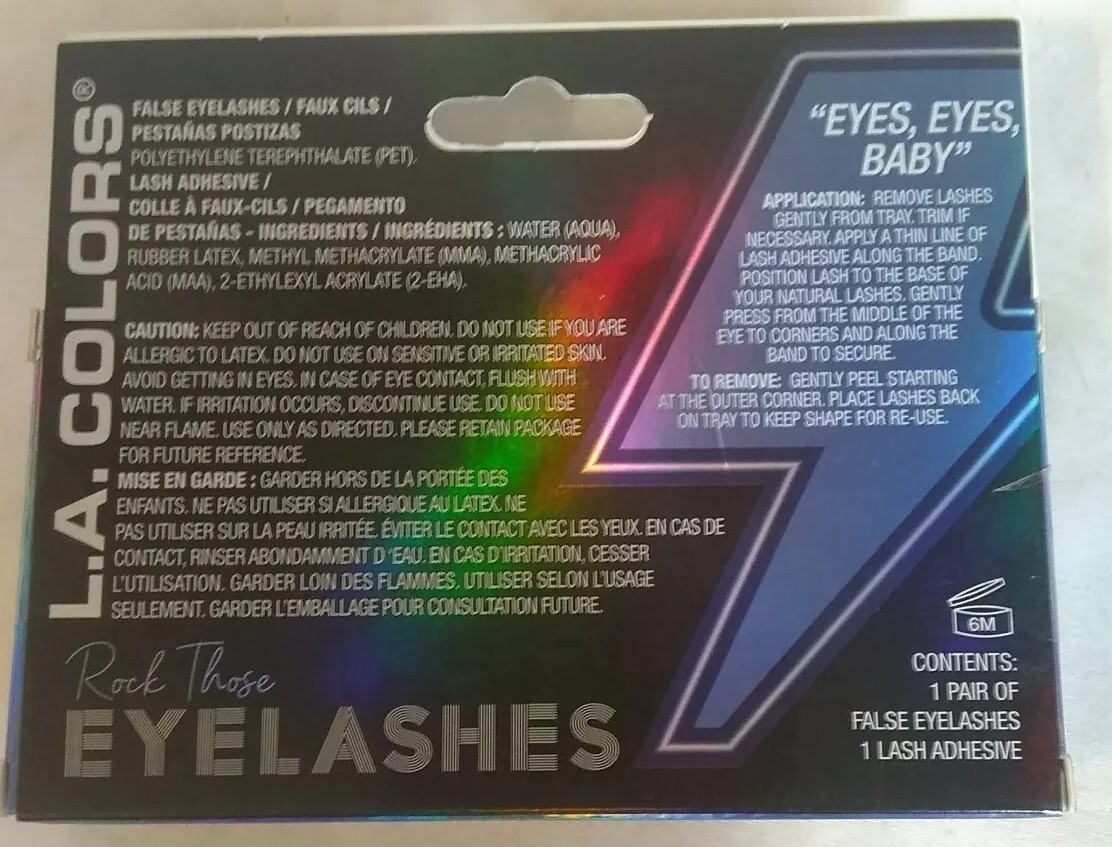 L.A. COLORS®
FALSE EYELASHES / FAUX CILS /
PESTAÑAS POSTIZAS
POLYETHYLENE TEREPHTHALATE (PET).
LASH ADHESIVE /
COLLE À FAUX-CILS / PEGAMENTO
DE PESTAÑAS - INGREDIENTS / INGRÉDIENTS : WATER (AQUA),
RUBBER LATEX, METHYL METHACRYLATE (MMA), METHACRYLIC
ACID (MAA), 2-ETHYLEXYL ACRYLATE (2-EHA).
CAUTION: KEEP OUT OF REACH OF CHILDREN. DO NOT USE IF YOU ARE
ALLERGIC TO LATEX. DO NOT USE ON SENSITIVE OR IRRITATED SKIN.
AVOID GETTING IN EYES. IN CASE OF EYE CONTACT, FLUSH WITH
WATER. IF IRRITATION OCCURS, DISCONTINUE USE. DO NOT USE
NEAR FLAME. USE ONLY AS DIRECTED. PLEASE RETAIN PACKAGE
FOR FUTURE REFERENCE.
MISE EN GARDE : GARDER HORS DE LA PORTÉE DES
ENFANTS. NE PAS UTILISER SI ALLERGIQUE AU LATEX. NE
PAS UTILISER SUR LA PEAU IRRITÉE. ÉVITER LE CONTACT AVEC LES YEUX. EN CAS DE
CONTACT, RINSER ABONDAMMENT D 'EAU. EN CAS D'IRRITATION, CESSER
L'UTILISATION. GARDER LOIN DES FLAMMES. UTILISER SELON L'USAGE
SEULEMENT. GARDER L'EMBALLAGE POUR CONSULTATION FUTURE.
Rock Those
EYELASHES
"EYES, EYES,
BABY"
APPLICATION: REMOVE LASHES
GENTLY FROM TRAY. TRIM IF
NECESSARY. APPLY A THIN LINE OF
LASH ADHESIVE ALONG THE BAND.
POSITION LASH TO THE BASE OF
YOUR NATURAL LASHES. GENTLY
PRESS FROM THE MIDDLE OF THE
EYE TO CORNERS AND ALONG THE
BAND TO SECURE.
TO REMOVE: GENTLY PEEL STARTING
AT THE OUTER CORNER. PLACE LASHES BACK
ON TRAY TO KEEP SHAPE FOR RE-USE.
6M
CONTENTS:
1 PAIR OF
FALSE EYELASHES
1 LASH ADHESIVE